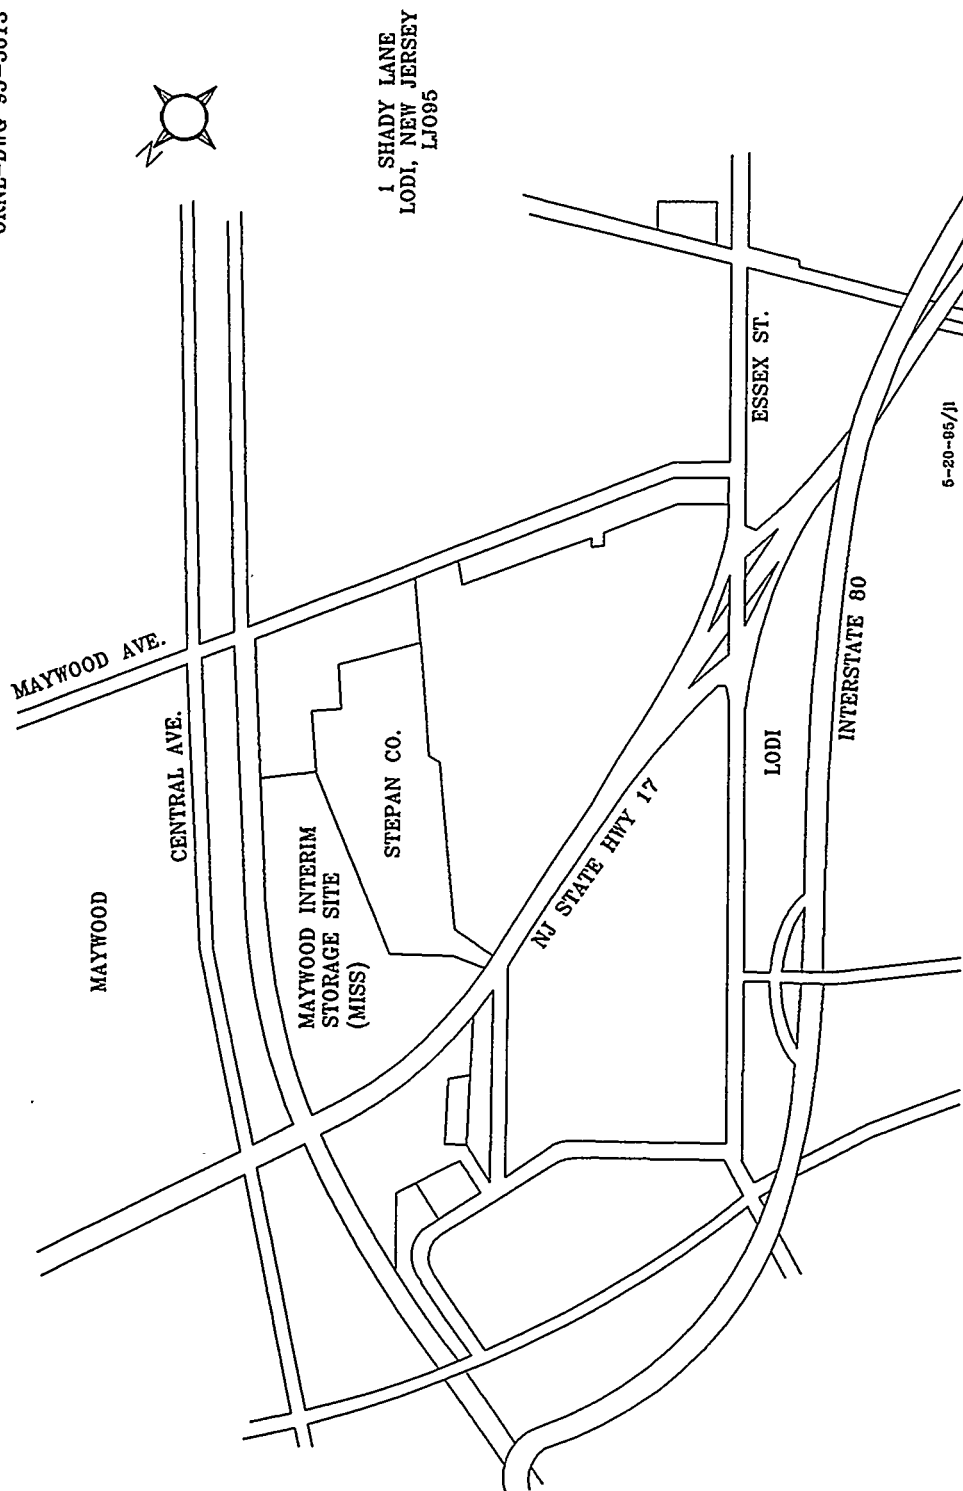 ORNL-DWG 95-5013
N
1 SHADY LANE
LODI, NEW JERSEY
LJ095
MAYWOOD AVE.
CENTRAL AVE.
MAYWOOD
MAYWOOD INTERIM
STORAGE SITE
(MISS)
STEPAN CO.
NJ STATE HWY 17
ESSEX ST.
LODI
INTERSTATE 80
5-20-95/jl